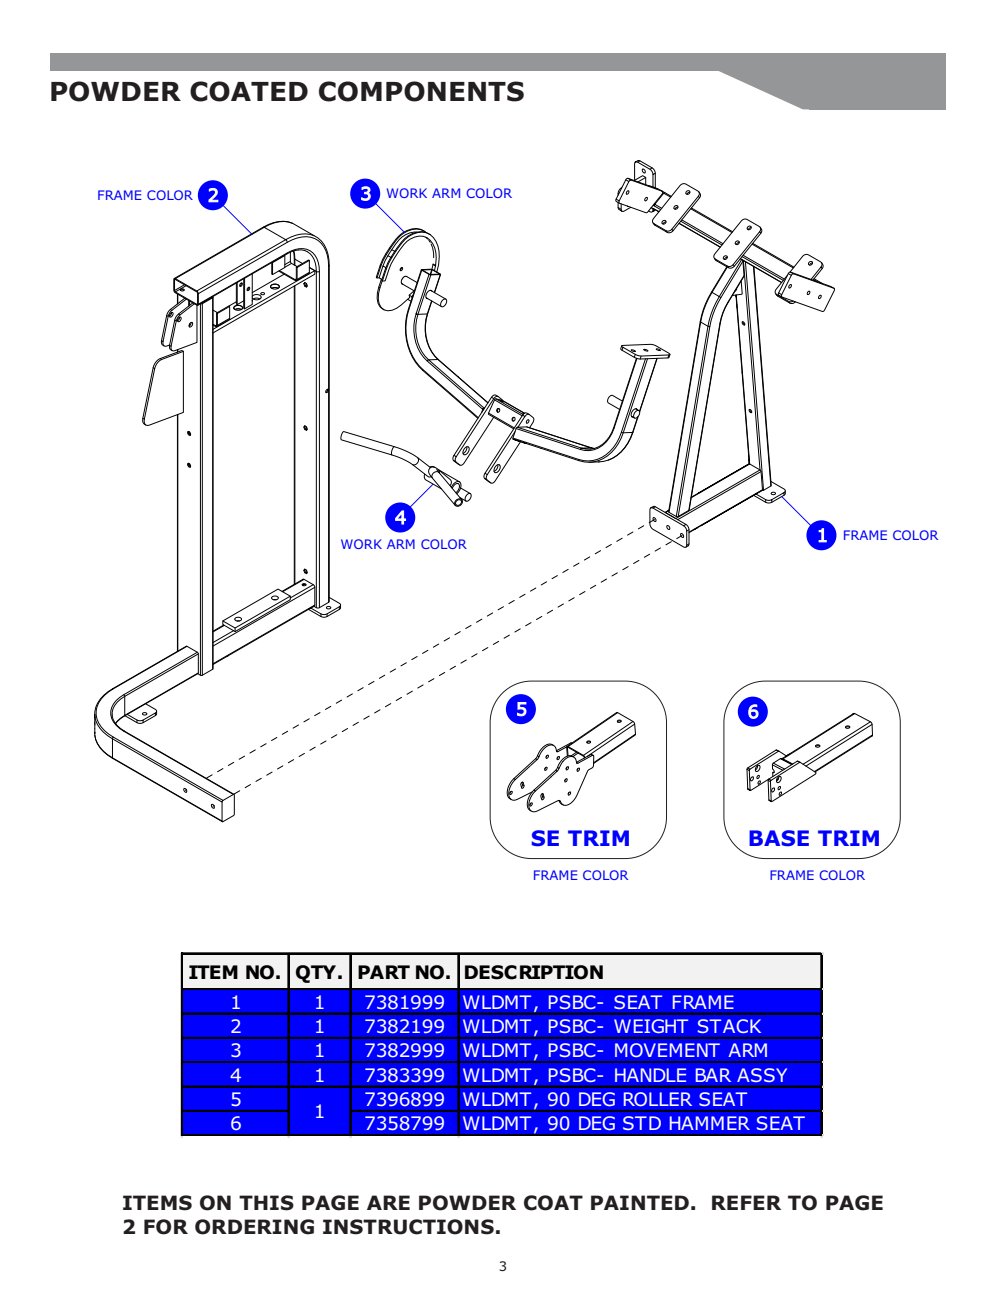 POWDER COATED COMPONENTS
FRAME COLOR 2
3 WORK ARM COLOR
4
WORK ARM COLOR
1 FRAME COLOR
5
SE TRIM
FRAME COLOR
6
BASE TRIM
FRAME COLOR
ITEM NO. QTY. PART NO. DESCRIPTION
1 1 7381999 WLDMT, PSBC- SEAT FRAME
2 1 7382199 WLDMT, PSBC- WEIGHT STACK
3 1 7382999 WLDMT, PSBC- MOVEMENT ARM
4 1 7383399 WLDMT, PSBC- HANDLE BAR ASSY
5 1 7396899 WLDMT, 90 DEG ROLLER SEAT
6 7358799 WLDMT, 90 DEG STD HAMMER SEAT
ITEMS ON THIS PAGE ARE POWDER COAT PAINTED. REFER TO PAGE
2 FOR ORDERING INSTRUCTIONS.
3